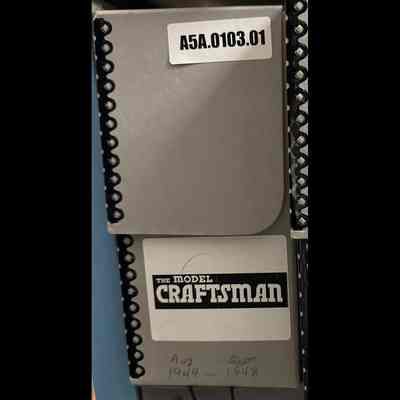 A5A.0103.01
THE MODEL
CRAFTSMAN
Aug
1944 — 1948